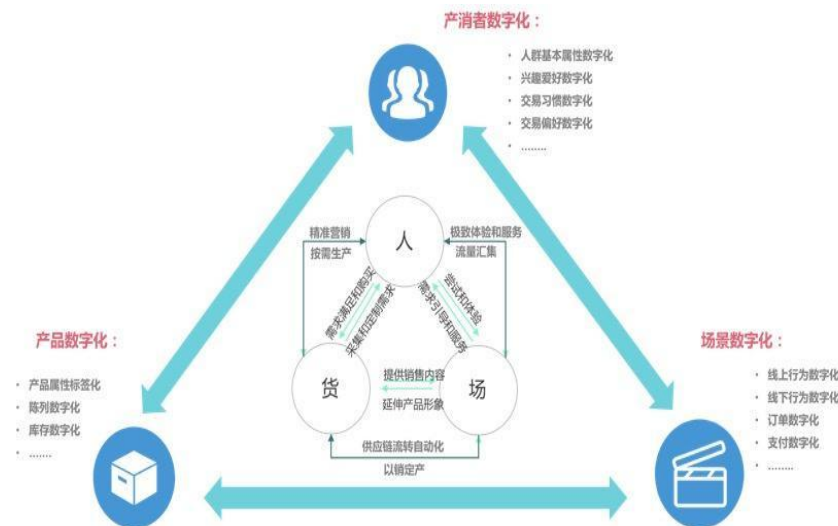 产消者数字化：
• 人群基本属性数字化
• 兴趣爱好数字化
• 交易习惯数字化
• 交易偏好数字化
• ........
精准营销
按需生产
人
极致体验和服务
流量汇集
需求满足和购买
采集和定制需求
尝试和体验
需求引导和服务
产品数字化：
• 产品属性标签化
• 陈列数字化
• 库存数字化
• .......
货
提供销售内容
延伸产品形象
场
供应链流转自动化
以销定产
场景数字化：
• 线上行为数字化
• 线下行为数字化
• 订单数字化
• 支付数字化
• ........